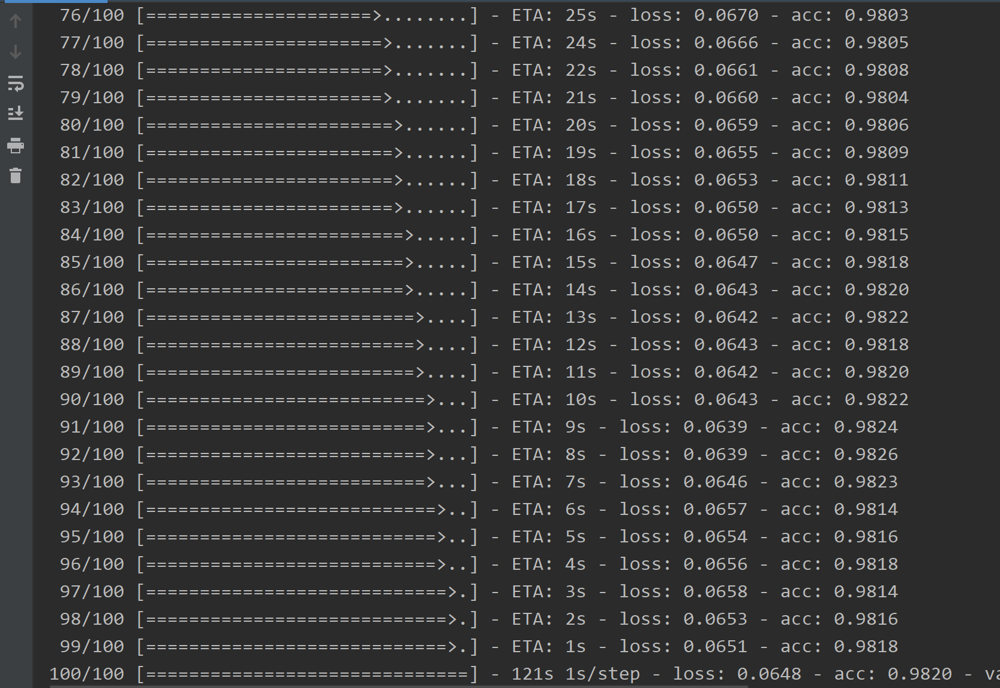 76/100 [=====================>........] - ETA: 25s - loss: 0.0670 - acc: 0.9803
77/100 [======================>.......] - ETA: 24s - loss: 0.0666 - acc: 0.9805
78/100 [======================>.......] - ETA: 22s - loss: 0.0661 - acc: 0.9808
79/100 [======================>.......] - ETA: 21s - loss: 0.0660 - acc: 0.9804
80/100 [=======================>......] - ETA: 20s - loss: 0.0659 - acc: 0.9806
81/100 [=======================>......] - ETA: 19s - loss: 0.0655 - acc: 0.9809
82/100 [=======================>......] - ETA: 18s - loss: 0.0653 - acc: 0.9811
83/100 [=======================>......] - ETA: 17s - loss: 0.0650 - acc: 0.9813
84/100 [========================>.....] - ETA: 16s - loss: 0.0650 - acc: 0.9815
85/100 [========================>.....] - ETA: 15s - loss: 0.0647 - acc: 0.9818
86/100 [========================>.....] - ETA: 14s - loss: 0.0643 - acc: 0.9820
87/100 [=========================>....] - ETA: 13s - loss: 0.0642 - acc: 0.9822
88/100 [=========================>....] - ETA: 12s - loss: 0.0643 - acc: 0.9818
89/100 [=========================>....] - ETA: 11s - loss: 0.0642 - acc: 0.9820
90/100 [==========================>...] - ETA: 10s - loss: 0.0643 - acc: 0.9822
91/100 [==========================>...] - ETA: 9s - loss: 0.0639 - acc: 0.9824
92/100 [==========================>...] - ETA: 8s - loss: 0.0639 - acc: 0.9826
93/100 [==========================>...] - ETA: 7s - loss: 0.0646 - acc: 0.9823
94/100 [===========================>..] - ETA: 6s - loss: 0.0657 - acc: 0.9814
95/100 [===========================>..] - ETA: 5s - loss: 0.0654 - acc: 0.9816
96/100 [===========================>..] - ETA: 4s - loss: 0.0656 - acc: 0.9818
97/100 [============================>.] - ETA: 3s - loss: 0.0658 - acc: 0.9814
98/100 [============================>.] - ETA: 2s - loss: 0.0653 - acc: 0.9816
99/100 [============================>.] - ETA: 1s - loss: 0.0651 - acc: 0.9818
100/100 [==============================] - 121s 1s/step - loss: 0.0648 - acc: 0.9820 -